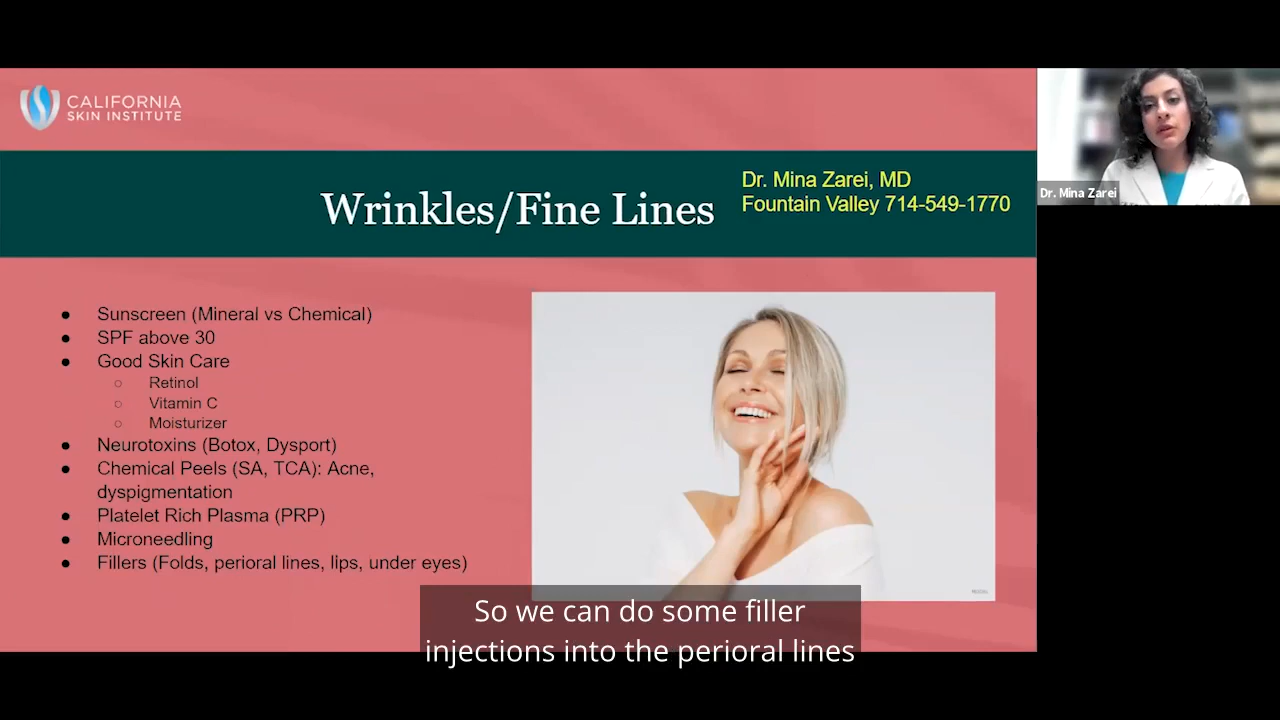 CALIFORNIA
SKIN INSTITUTE
Wrinkles/Fine Lines
Dr. Mina Zarei, MD
Fountain Valley 714-549-1770
Dr. Mina Zarei
● Sunscreen (Mineral vs Chemical)
● SPF above 30
● Good Skin Care
○ Retinol
○ Vitamin C
○ Moisturizer
● Neurotoxins (Botox, Dysport)
● Chemical Peels (SA, TCA): Acne,
dyspigmentation
● Platelet Rich Plasma (PRP)
● Microneedling
● Fillers (Folds, perioral lines, lips, under eyes)
So we can do some filler
injections into the perioral lines